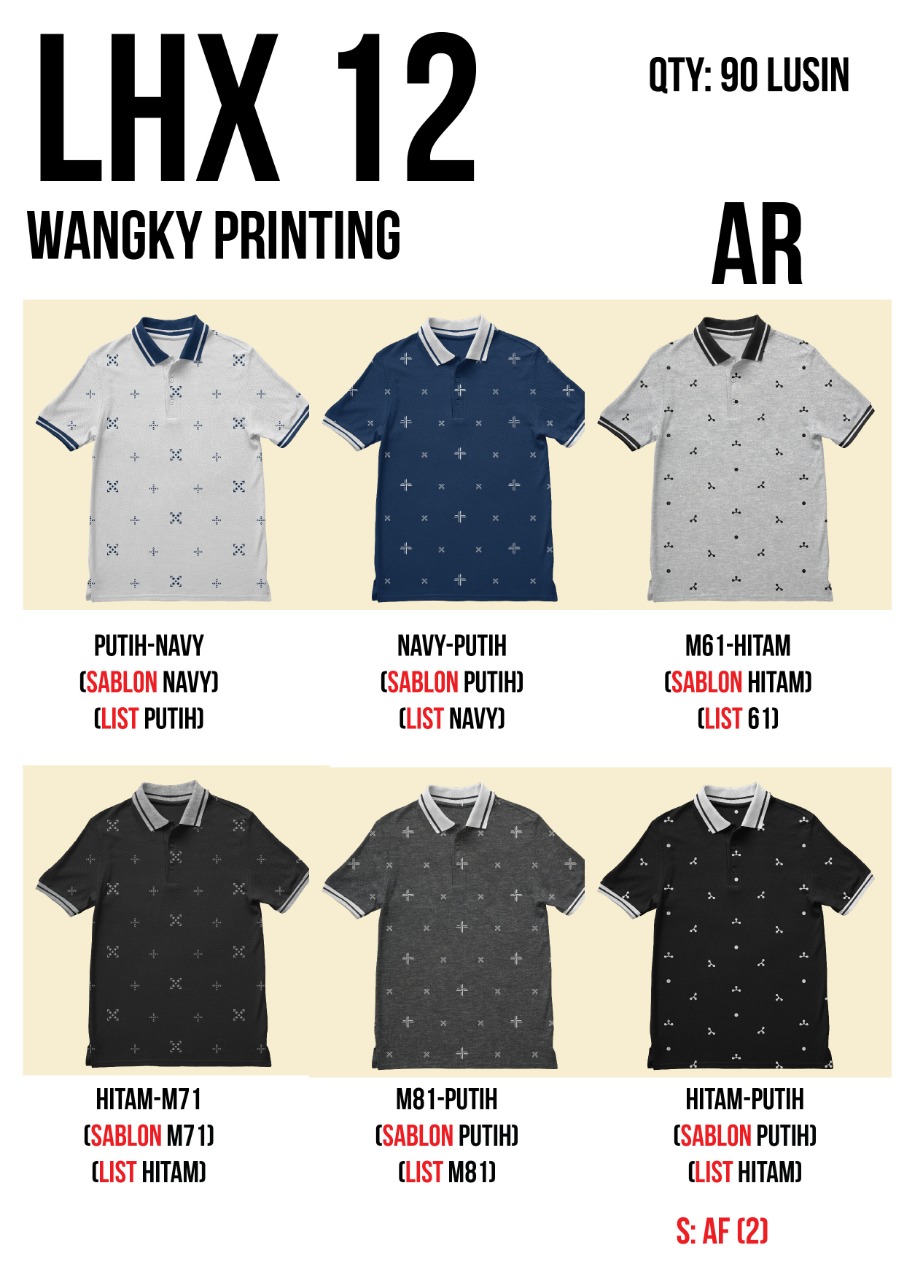 LHX 12
QTY: 90 LUSIN
WANGKY PRINTING
AR
PUTIH-NAVY
(SABLON NAVY)
(LIST PUTIH)
NAVY-PUTIH
(SABLON PUTIH)
(LIST NAVY)
M61-HITAM
(SABLON HITAM)
(LIST 61)
HITAM-M71
(SABLON M71)
(LIST HITAM)
M81-PUTIH
(SABLON PUTIH)
(LIST M81)
HITAM-PUTIH
(SABLON PUTIH)
(LIST HITAM)
S: AF (2)